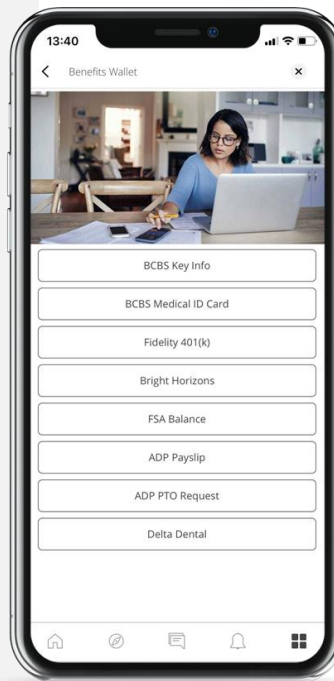 13:40
Benefits Wallet
BCBS Key Info
BCBS Medical ID Card
Fidelity 401(k)
Bright Horizons
FSA Balance
ADP Payslip
ADP PTO Request
Delta Dental